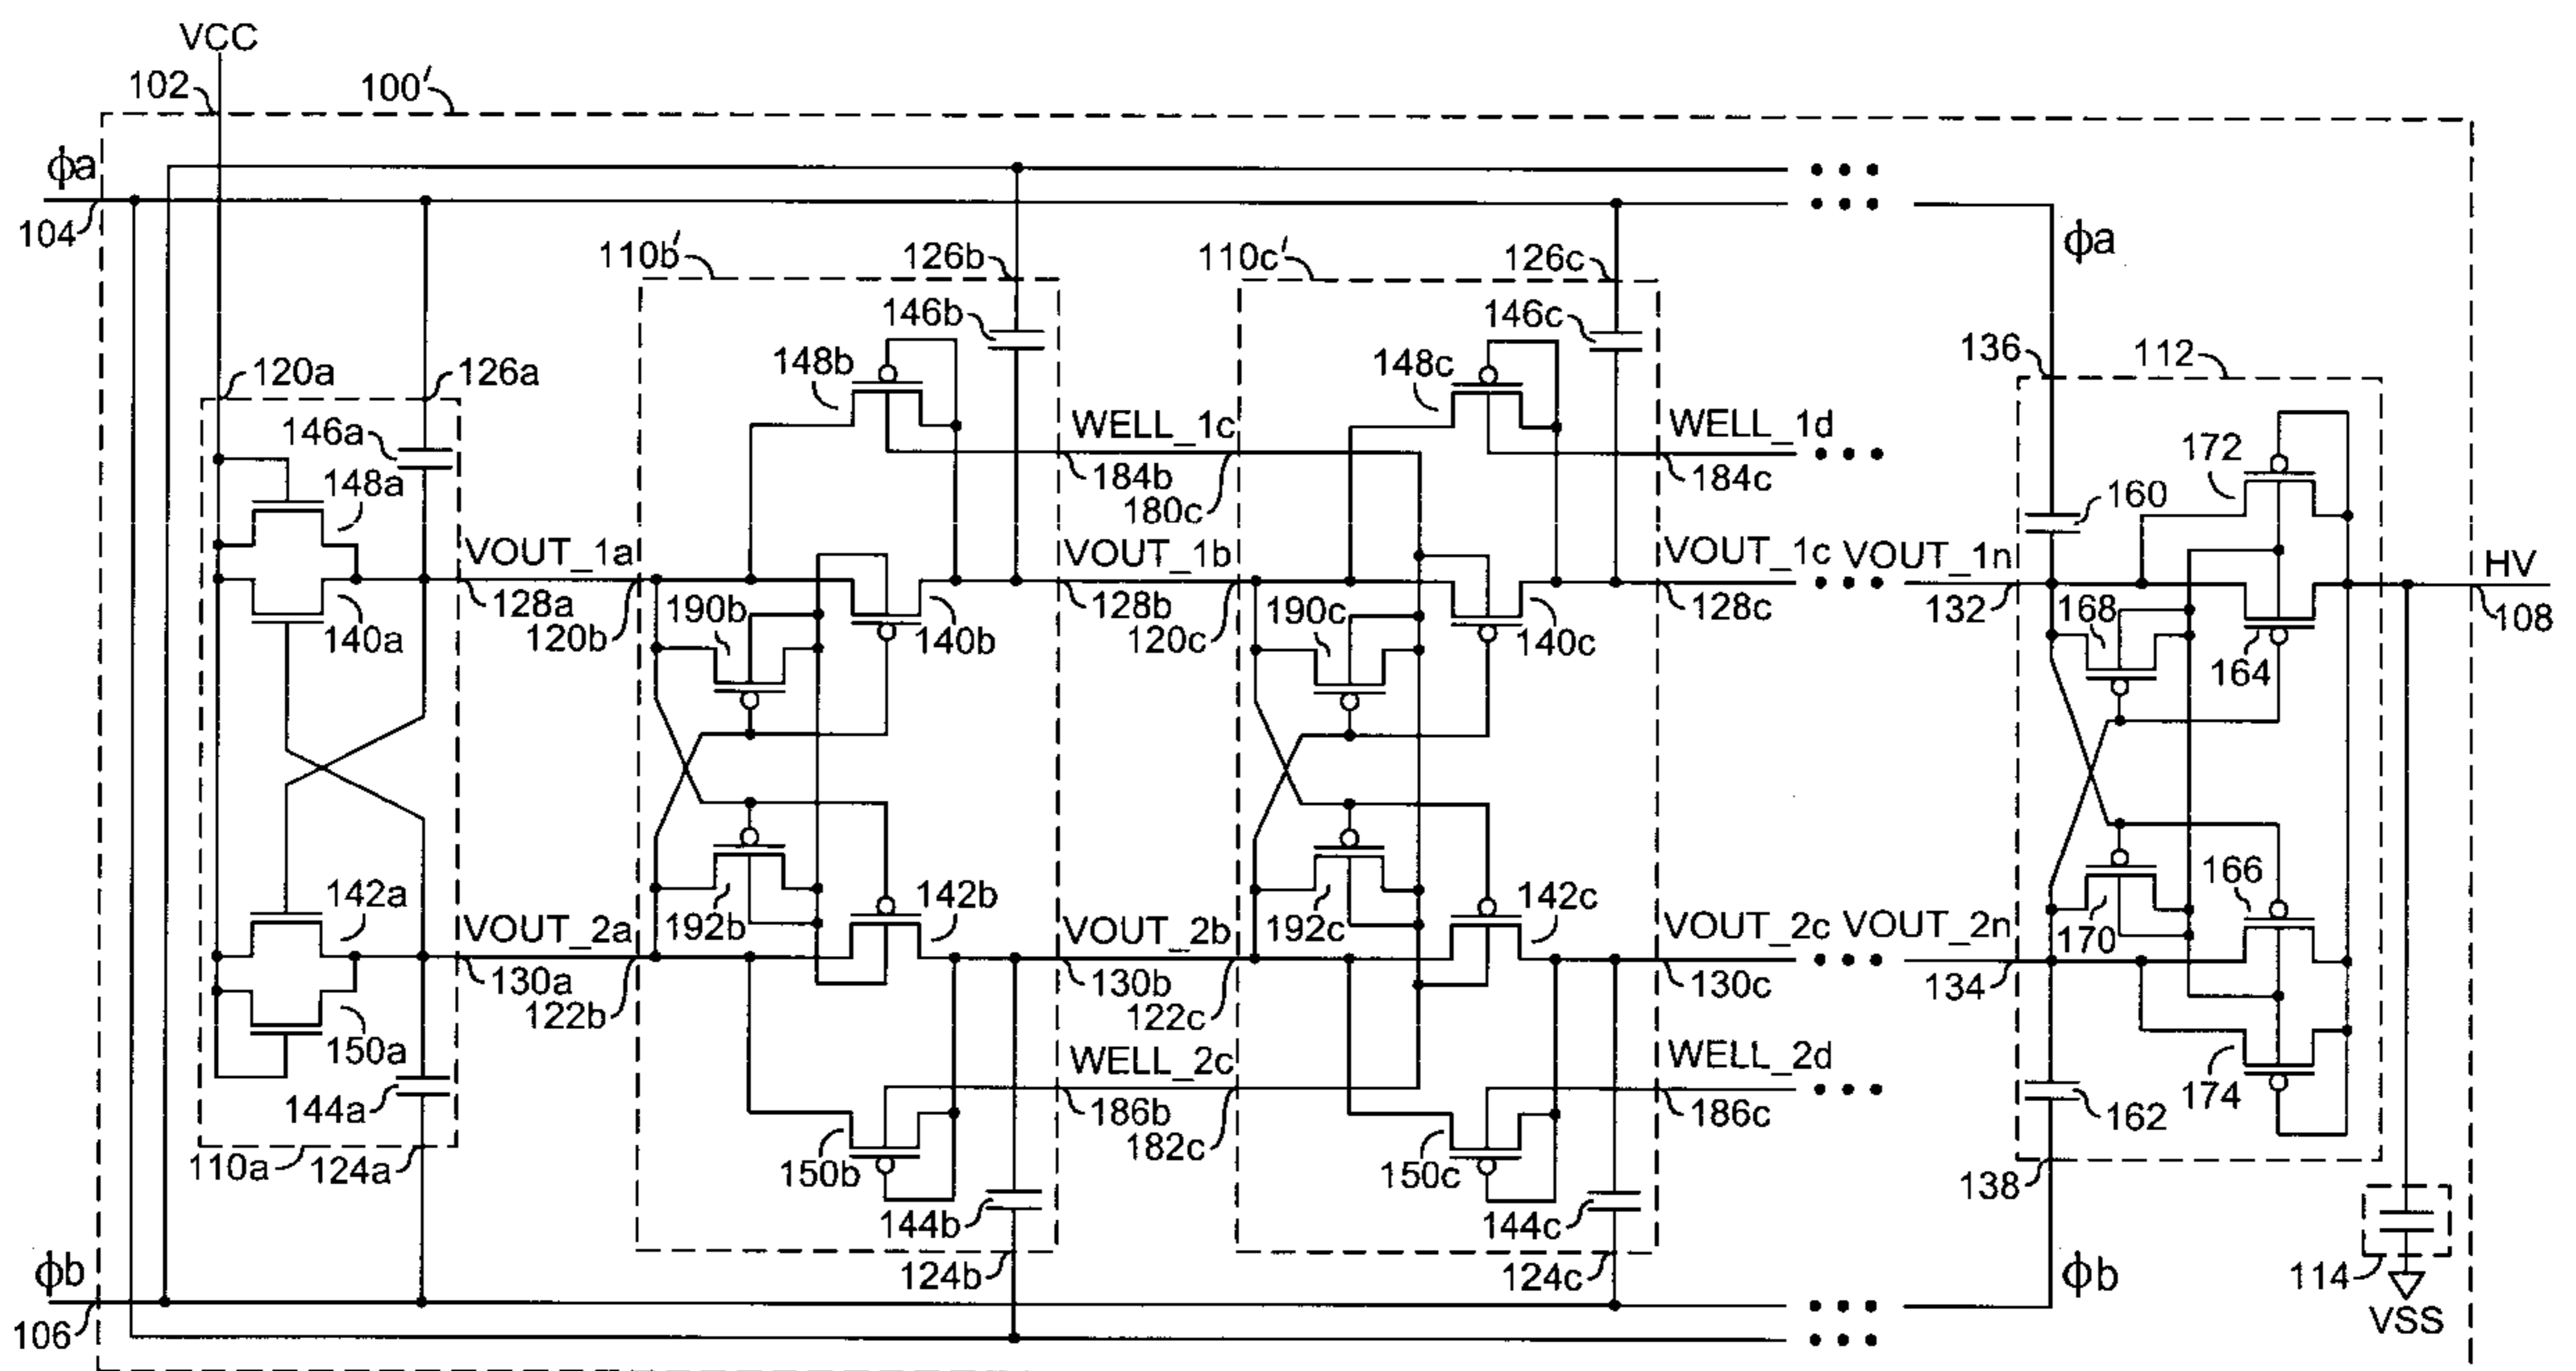 VCC
102
100′
ϕa
104
110b′
126b
110c′
126c
ϕa
120a
126a
146b
146c
136
112
148b
148c
146a
148a
WELL_1c
WELL_1d
172
160
184b
180c
184c
VOUT_1a
VOUT_1b
VOUT_1c
VOUT_1n
HV
128a
120b
190b
140b
128b
120c
190c
140c
128c
132
168
164
108
140a
142a
192b
142b
192c
142c
166
170
VOUT_2a
VOUT_2b
VOUT_2c
VOUT_2n
130a
122b
130b
122c
130c
134
150a
WELL_2c
WELL_2d
144a
186b
182c
186c
162
174
110a
124a
150b
150c
138
144b
144c
ϕb
124b
124c
ϕb
114
106
VSS